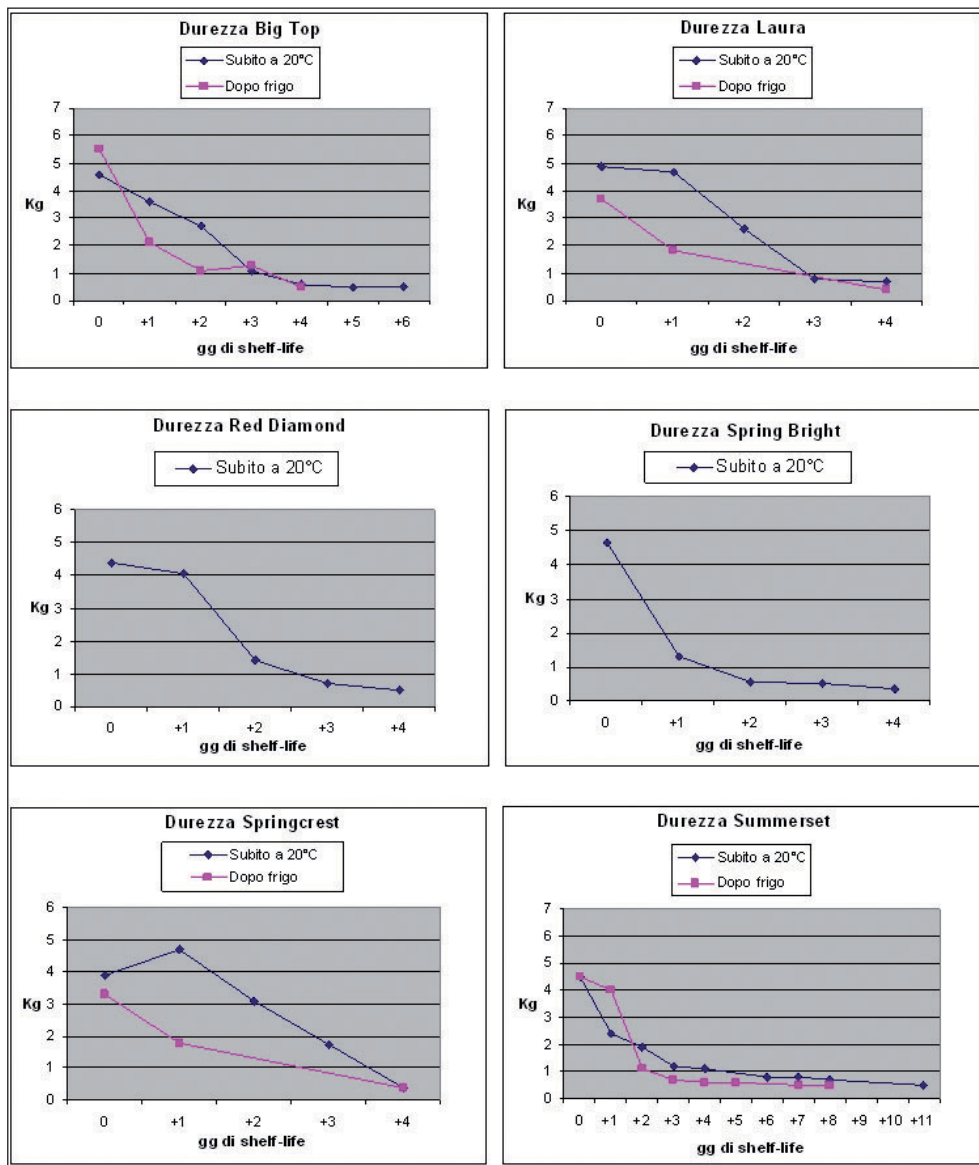 Durezza Big Top
Subito a 20°C
Dopo frigo
7
6
5
4
3
2
1
0
Kg
0 +1 +2 +3 +4 +5 +6
gg di shelf-life
Durezza Laura
Subito a 20°C
Dopo frigo
7
6
5
4
3
2
1
0
Kg
0 +1 +2 +3 +4
gg di shelf-life
Durezza Red Diamond
Subito a 20°C
6
5
4
3
2
1
0
Kg
0 +1 +2 +3 +4
gg di shelf-life
Durezza Spring Bright
Subito a 20°C
6
5
4
3
2
1
0
Kg
0 +1 +2 +3 +4
gg di shelf-life
Durezza Springcrest
Subito a 20°C
Dopo frigo
6
5
4
3
2
1
0
Kg
0 +1 +2 +3 +4
gg di shelf-life
Durezza Summerset
Subito a 20°C
Dopo frigo
7
6
5
4
3
2
1
0
Kg
0 +1 +2 +3 +4 +5 +6 +7 +8 +9 +10 +11
gg di shelf-life